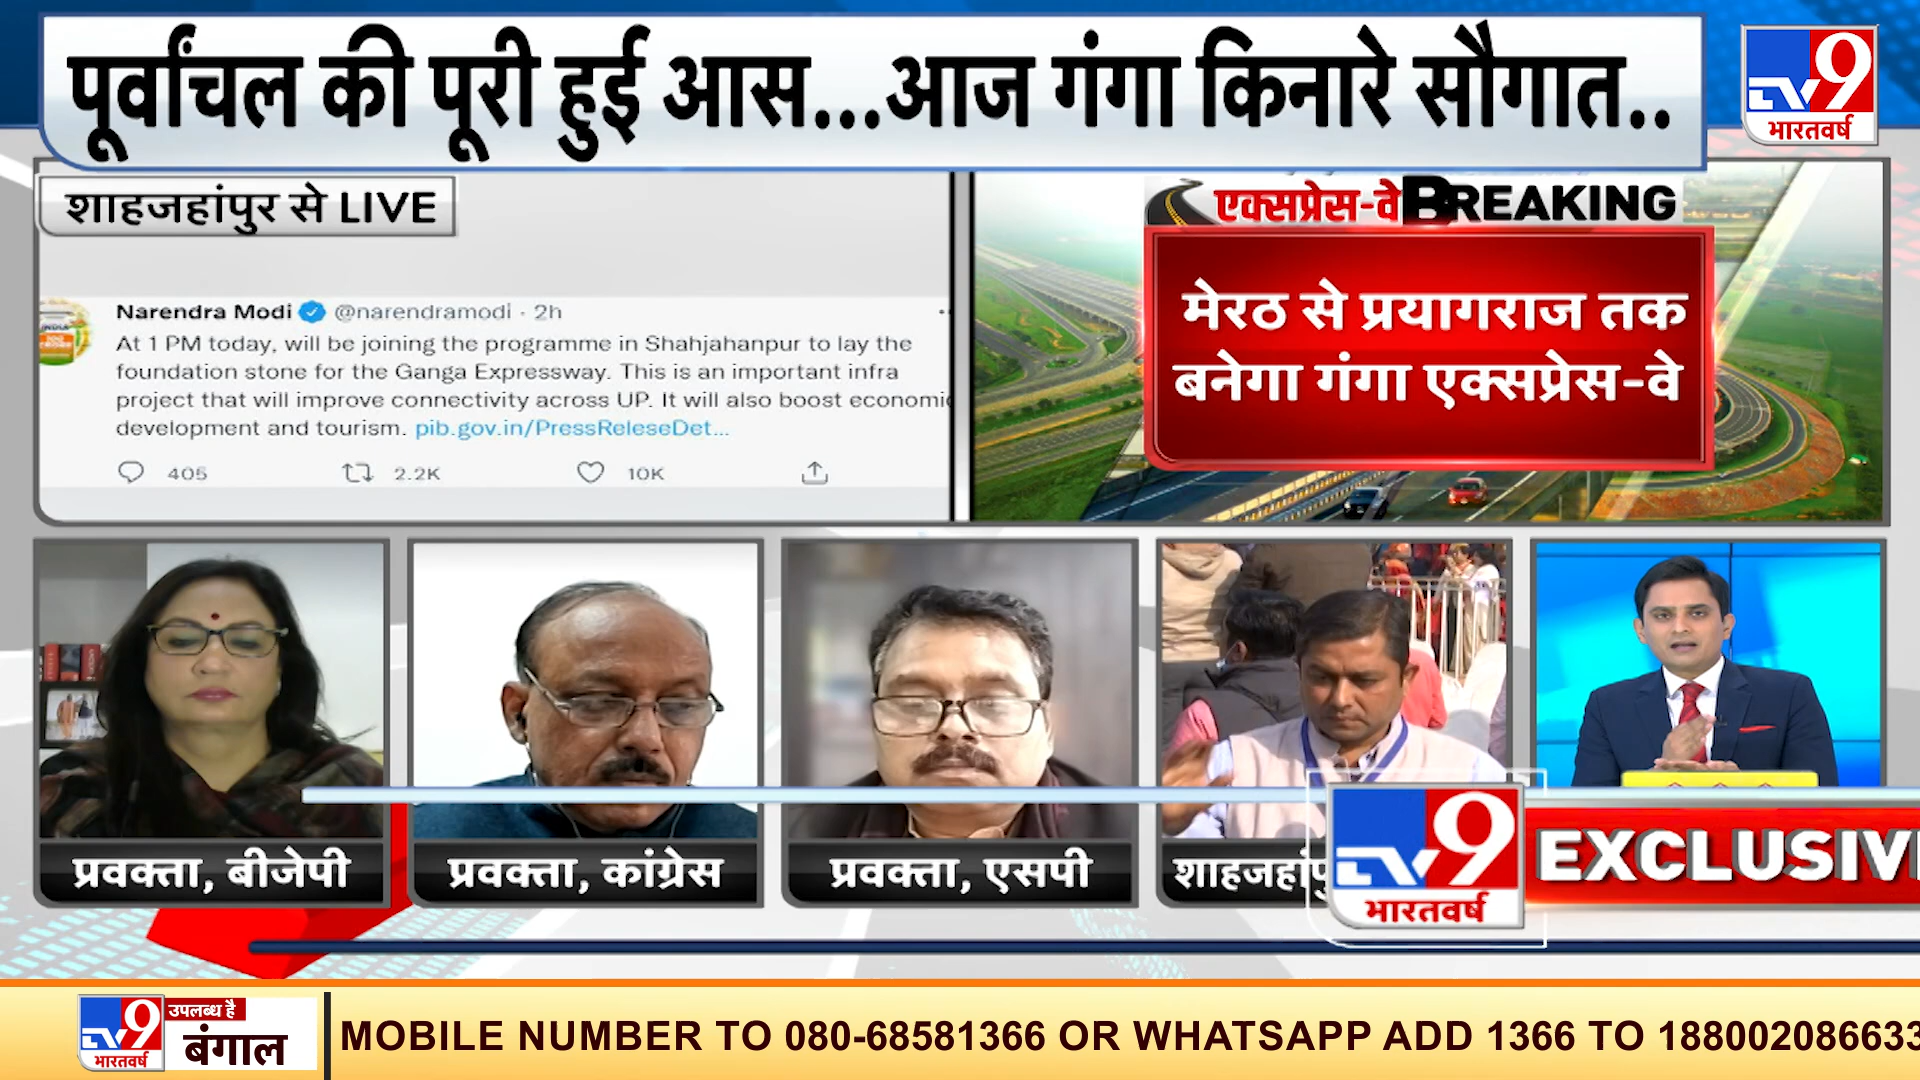 पूर्वांचल की पूरी हुई आस...आज गंगा किनारे सौगात..
TV9
भारतवर्ष
शाहजहांपुर से LIVE
Narendra Modi @narendramodi · 2h
At 1 PM today, will be joining the programme in Shahjahanpur to lay the
foundation stone for the Ganga Expressway. This is an important infra
project that will improve connectivity across UP. It will also boost economic
development and tourism. pib.gov.in/PressReleseDet...
405 2.2K 10K
एक्सप्रेस-वे BREAKING
मेरठ से प्रयागराज तक
बनेगा गंगा एक्सप्रेस-वे
प्रवक्ता, बीजेपी
प्रवक्ता, कांग्रेस
प्रवक्ता, एसपी
शाहजहांपु
TV9
भारतवर्ष
EXCLUSIV
TV9
भारतवर्ष
उपलब्ध है
बंगाल
MOBILE NUMBER TO 080-68581366 OR WHATSAPP ADD 1366 TO 188002086633